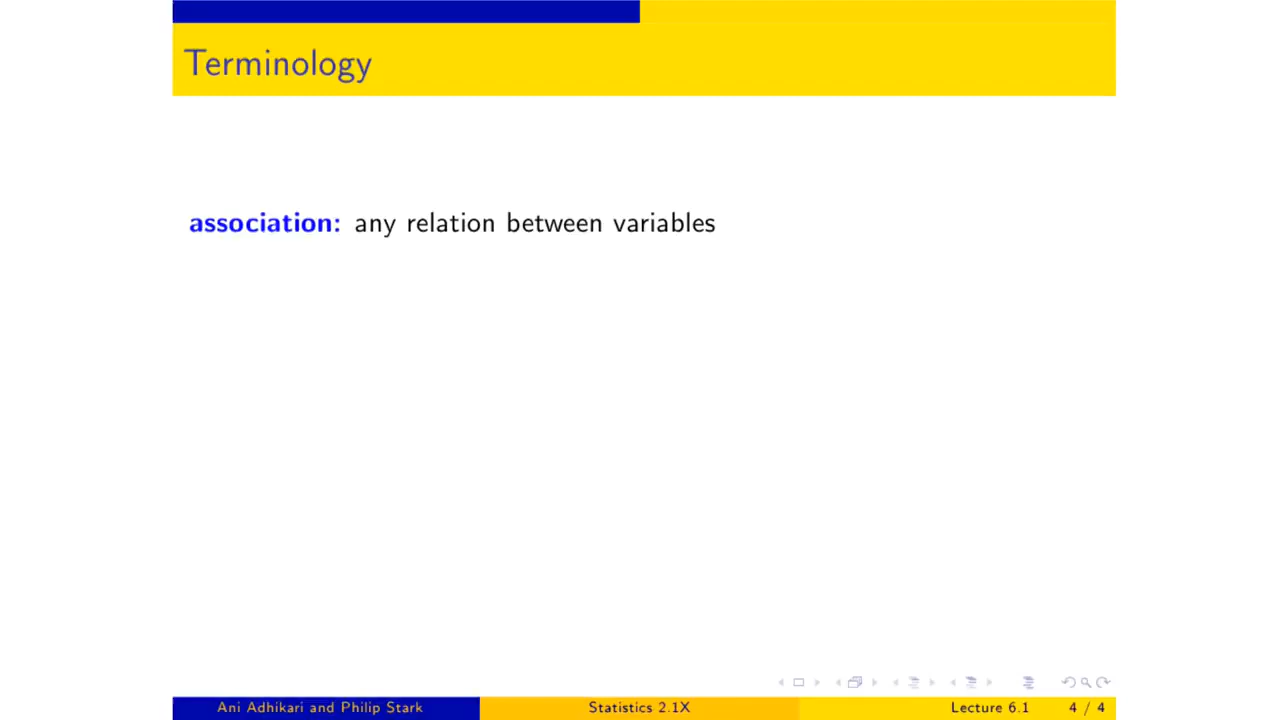 Terminology
association: any relation between variables
Ani Adhikari and Philip Stark Statistics 2.1X Lecture 6.1 4 / 4